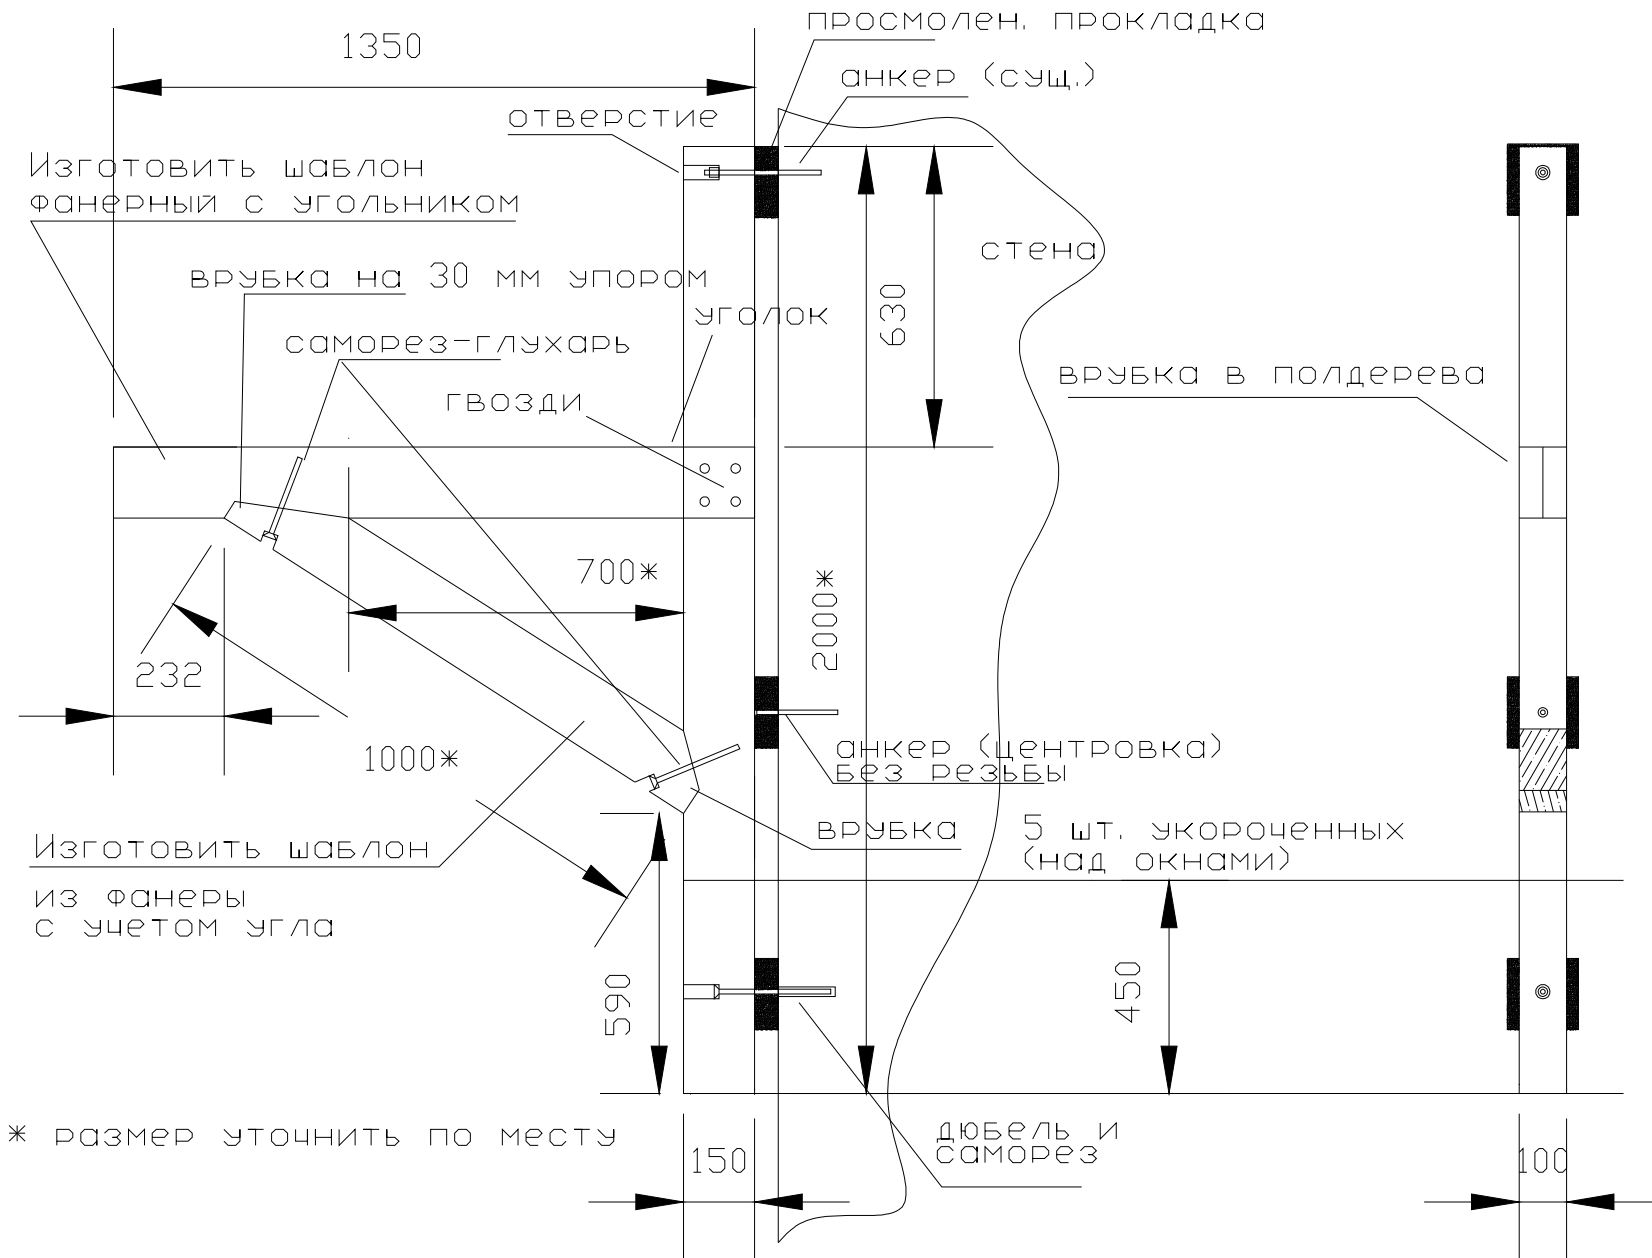 просмолен. прокладка
1350
анкер (сущ.)
отверстие
Изготовить шаблон
фанерный с угольником
стена
врубка на 30 мм упором
630
уголок
саморез-глухарь
врубка в полдерева
гвозди
700*
2000*
232
1000*
анкер (центровка)
без резьбы
врубка
5 шт. укороченных
(над окнами)
Изготовить шаблон
из фанеры
с учетом угла
590
450
* размер уточнить по месту
дюбель и
саморез
150
100